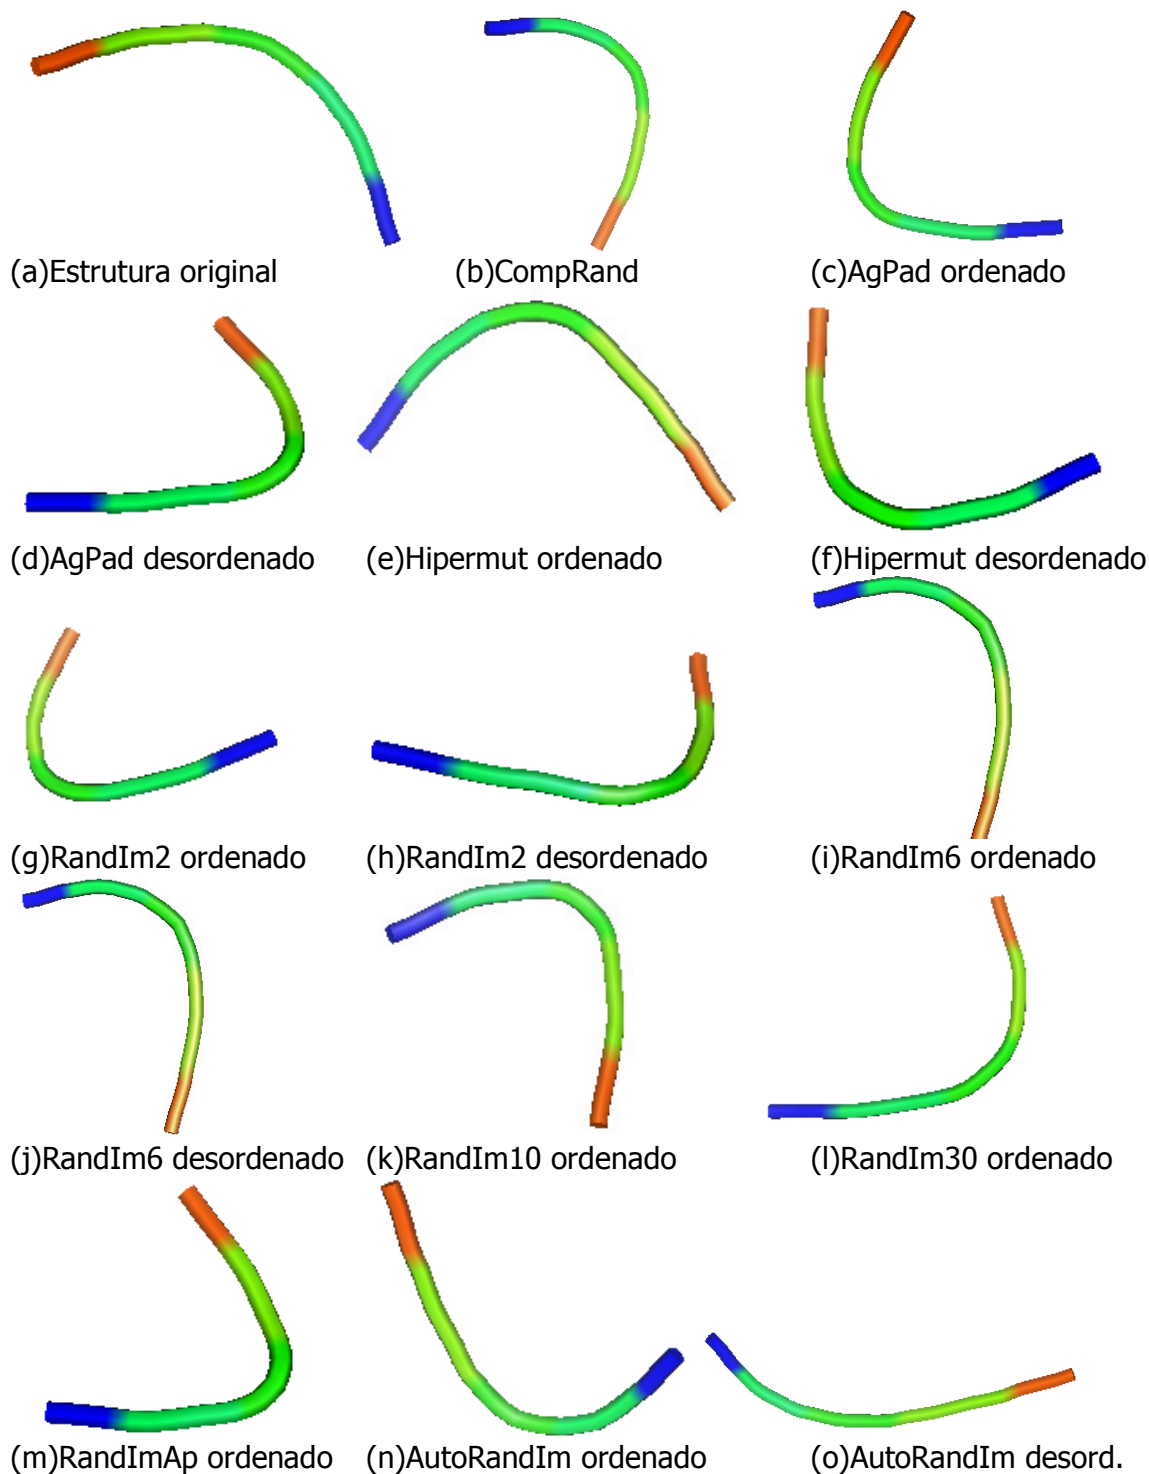 (a)Estrutura original
(b)CompRand
(c)AgPad ordenado
(d)AgPad desordenado
(e)Hipermut ordenado
(f)Hipermut desordenado
(g)RandIm2 ordenado
(h)RandIm2 desordenado
(i)RandIm6 ordenado
(j)RandIm6 desordenado
(k)RandIm10 ordenado
(l)RandIm30 ordenado
(m)RandImAp ordenado
(n)AutoRandIm ordenado
(o)AutoRandIm desord.